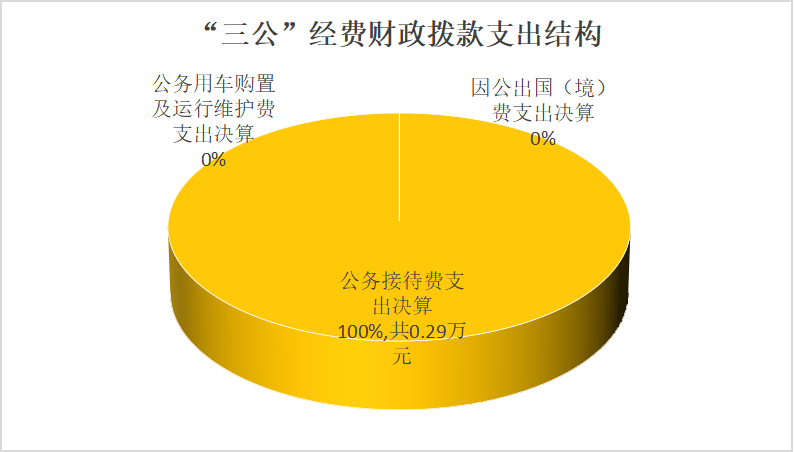 “三公”经费财政拨款支出结构
公务用车购置
及运行维护费
支出决算
0%
因公出国（境）
费支出决算
0%
公务接待费支
出决算
100%,共0.29万
元